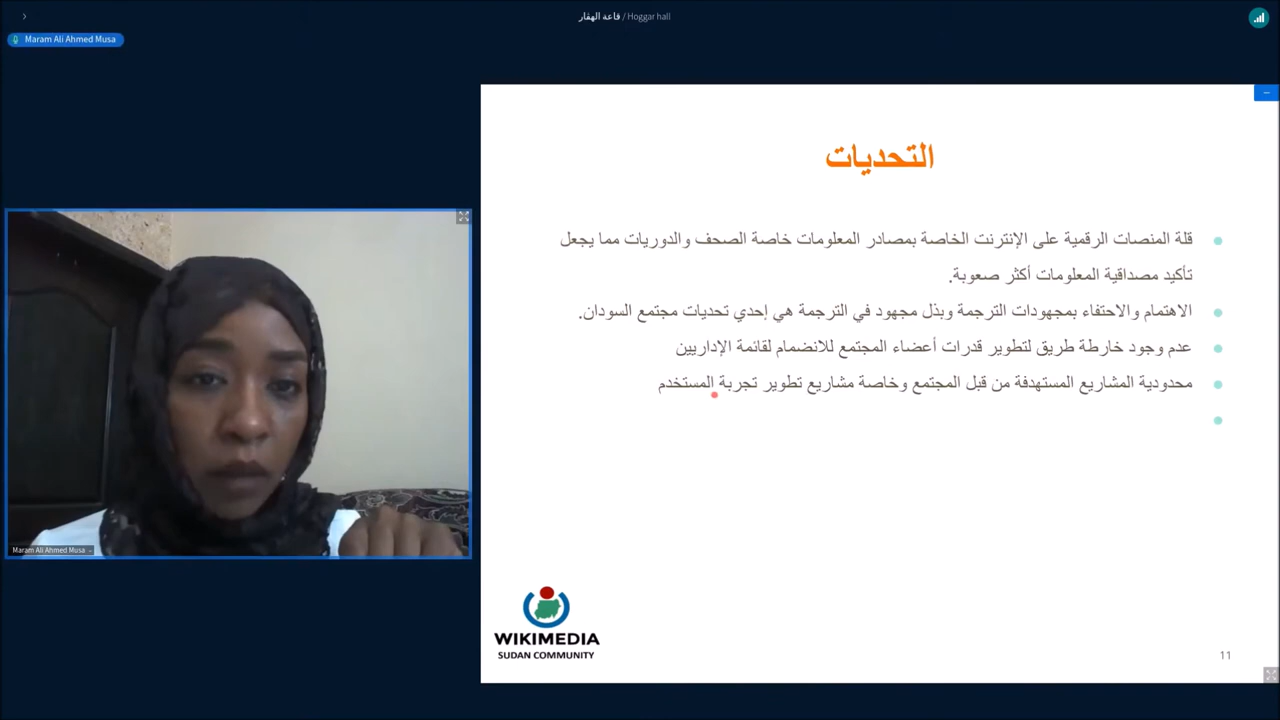 قاعة الهڨار / Hoggar hall
Maram Ali Ahmed Musa
التحديات
قلة المنصات الرقمية على الإنترنت الخاصة بمصادر المعلومات خاصة الصحف والدوريات مما يجعل
تأكيد مصداقية المعلومات أكثر صعوبة.
الاهتمام والاحتفاء بمجهودات الترجمة وبذل مجهود في الترجمة هي إحدي تحديات مجتمع السودان.
عدم وجود خارطة طريق لتطوير قدرات أعضاء المجتمع للانضمام لقائمة الإداريين
محدودية المشاريع المستهدفة من قبل المجتمع وخاصة مشاريع تطوير تجربة المستخدم
Maram Ali Ahmed Musa
WIKIMEDIA
SUDAN COMMUNITY
11